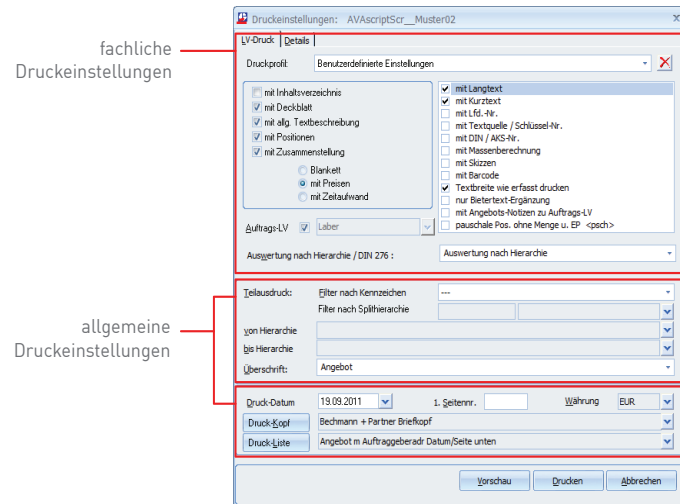 Druckeinstellungen: AVAscriptScr__Muster02
LV-Druck Details
fachliche
Druckeinstellungen
Druckprofil: Benutzerdefinierte Einstellungen
mit Inhaltsverzeichnis
mit Deckblatt
mit allg. Textbeschreibung
mit Positionen
mit Zusammenstellung
Blankett
mit Preisen
mit Zeitaufwand
mit Langtext
mit Kurztext
mit Lfd.-Nr.
mit Textquelle / Schlüssel-Nr.
mit DIN / AKS-Nr.
mit Massenberechnung
mit Skizzen
mit Barcode
Textbreite wie erfasst drucken
nur Bietertext-Ergänzung
mit Angebots-Notizen zu Auftrags-LV
pauschale Pos. ohne Menge u. EP <psch>
Auftrags-LV Laber
Auswertung nach Hierarchie / DIN 276 : Auswertung nach Hierarchie
allgemeine
Druckeinstellungen
Teilausdruck: Filter nach Kennzeichen ---
Filter nach Splithierarchie
von Hierarchie
bis Hierarchie
Überschrift: Angebot
Druck-Datum 19.09.2011 1. Seitennr. Währung EUR
Druck-Kopf Bechmann + Partner Briefkopf
Druck-Liste Angebot m Auftraggeberadr Datum/Seite unten
Vorschau Drucken Abbrechen